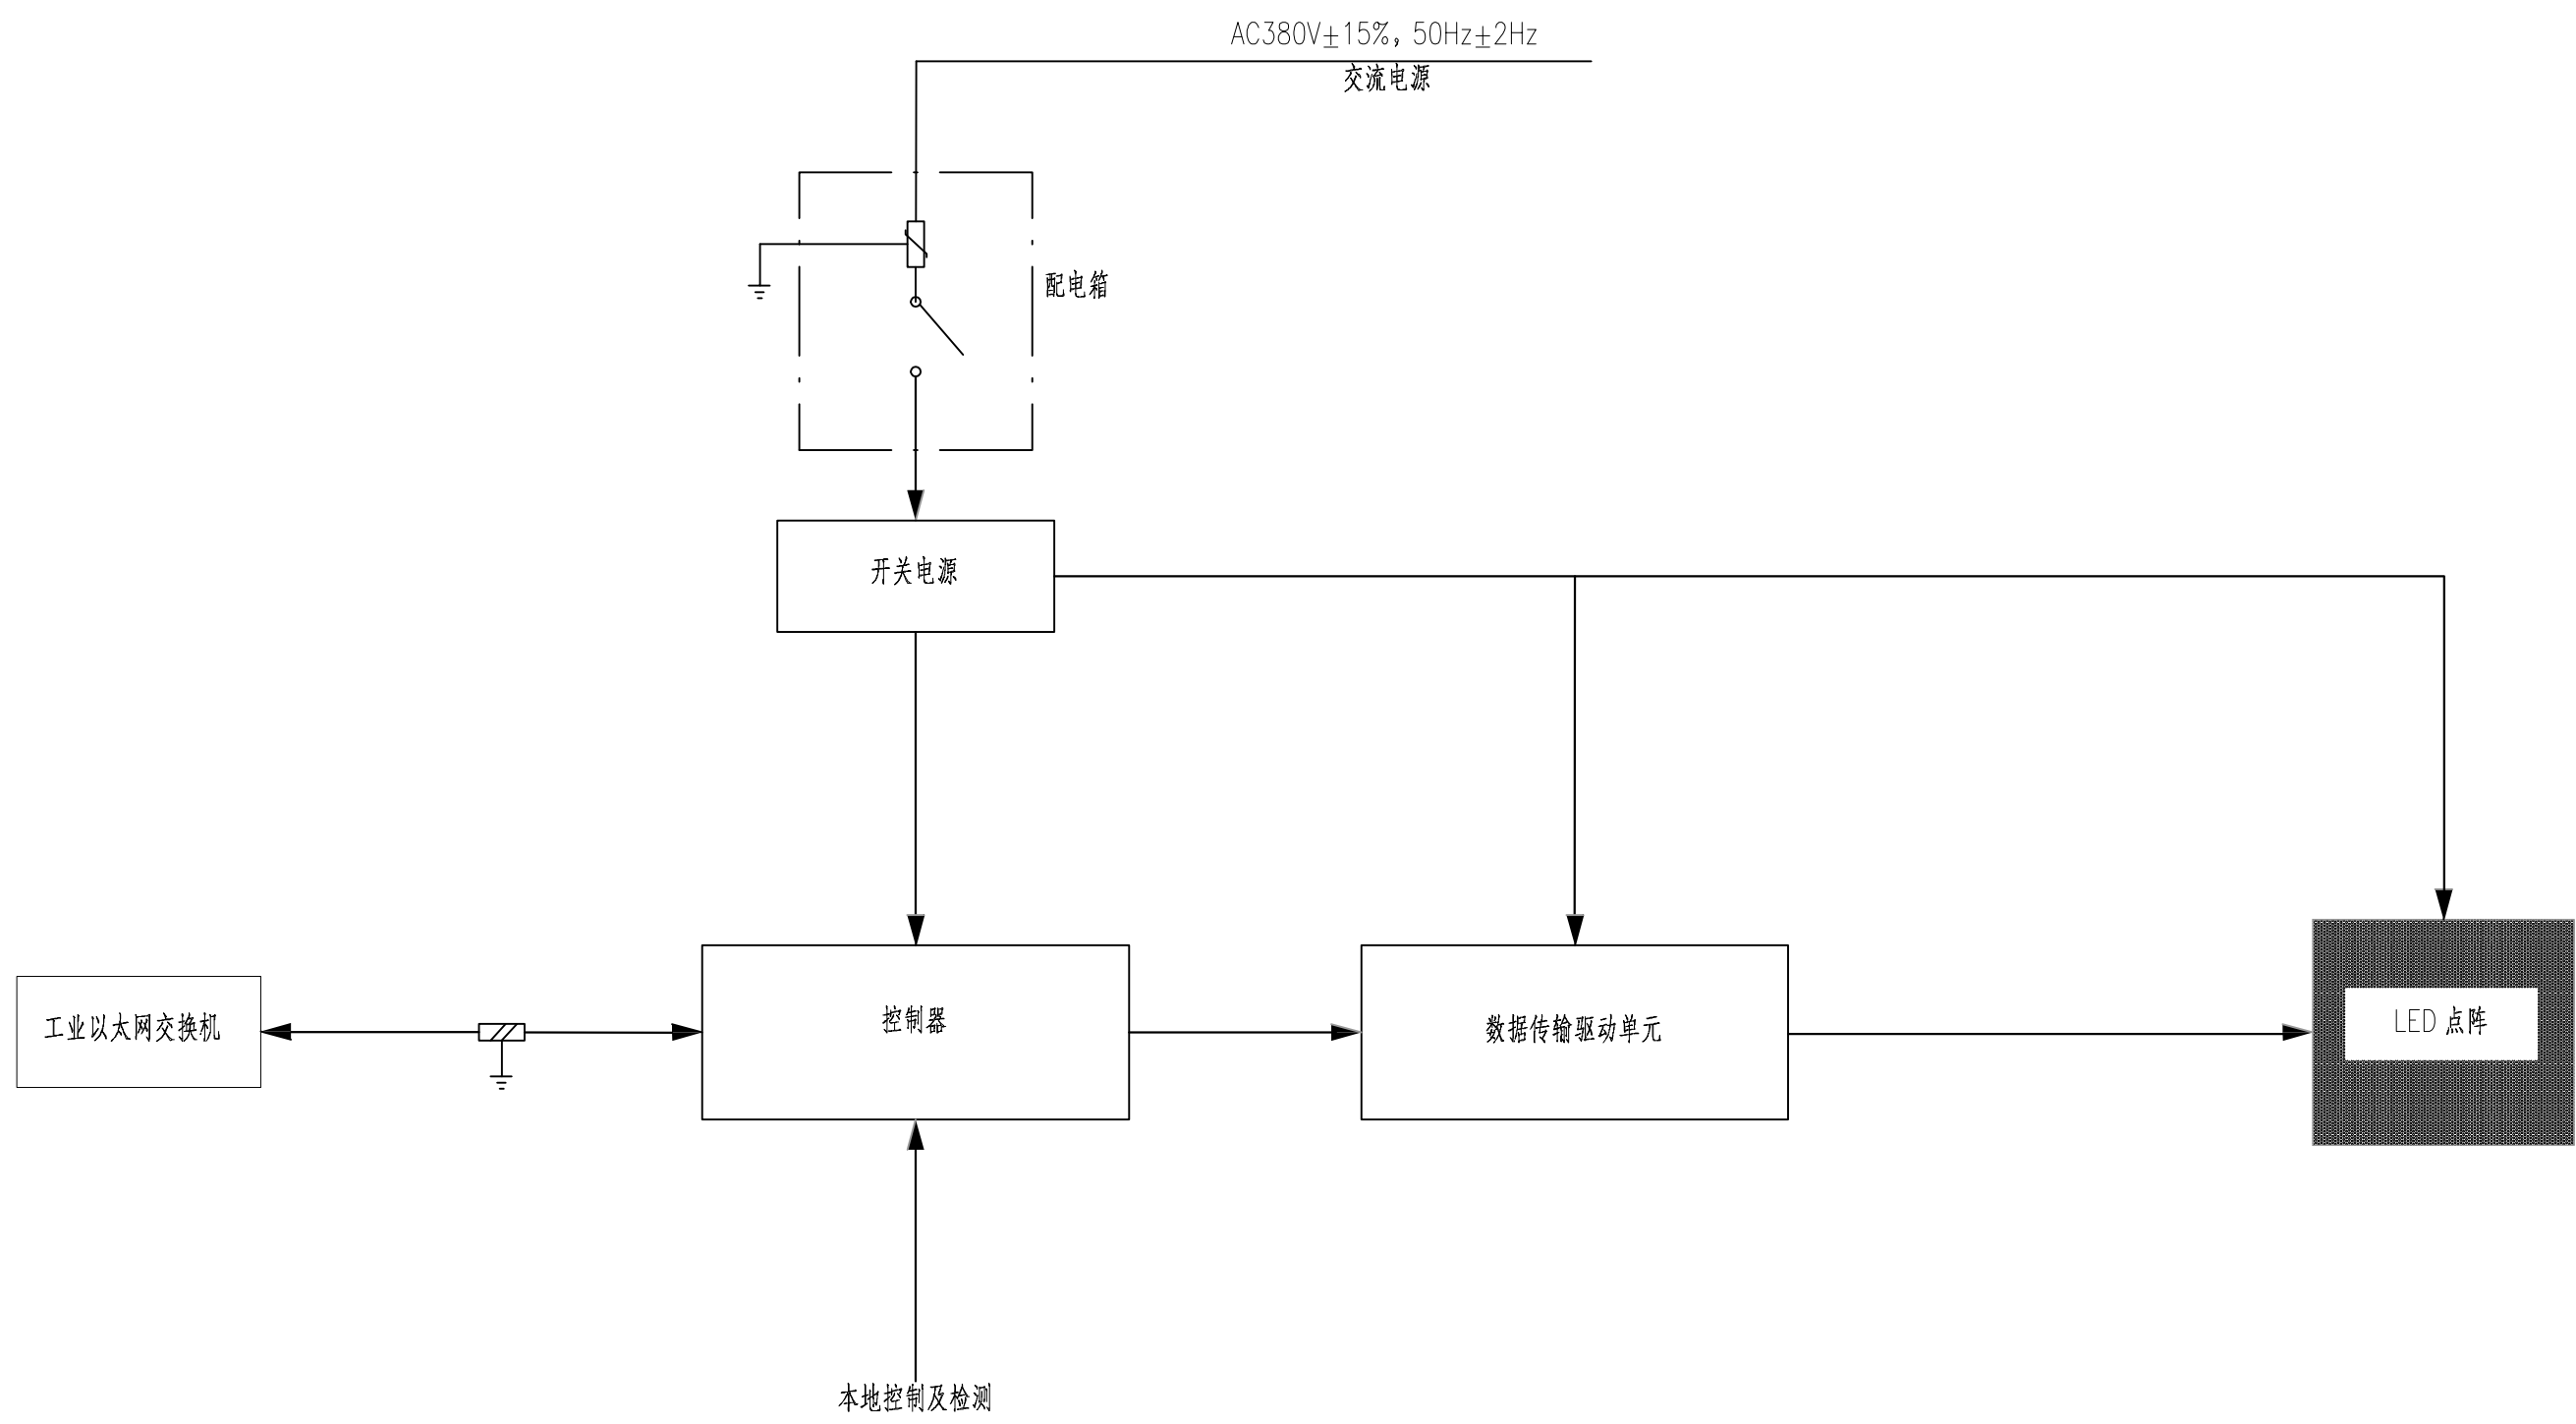 AC380V±15%, 50Hz±2Hz
交流电源
配电箱
开关电源
工业以太网交换机
控制器
数据传输驱动单元
LED 点阵
本地控制及检测